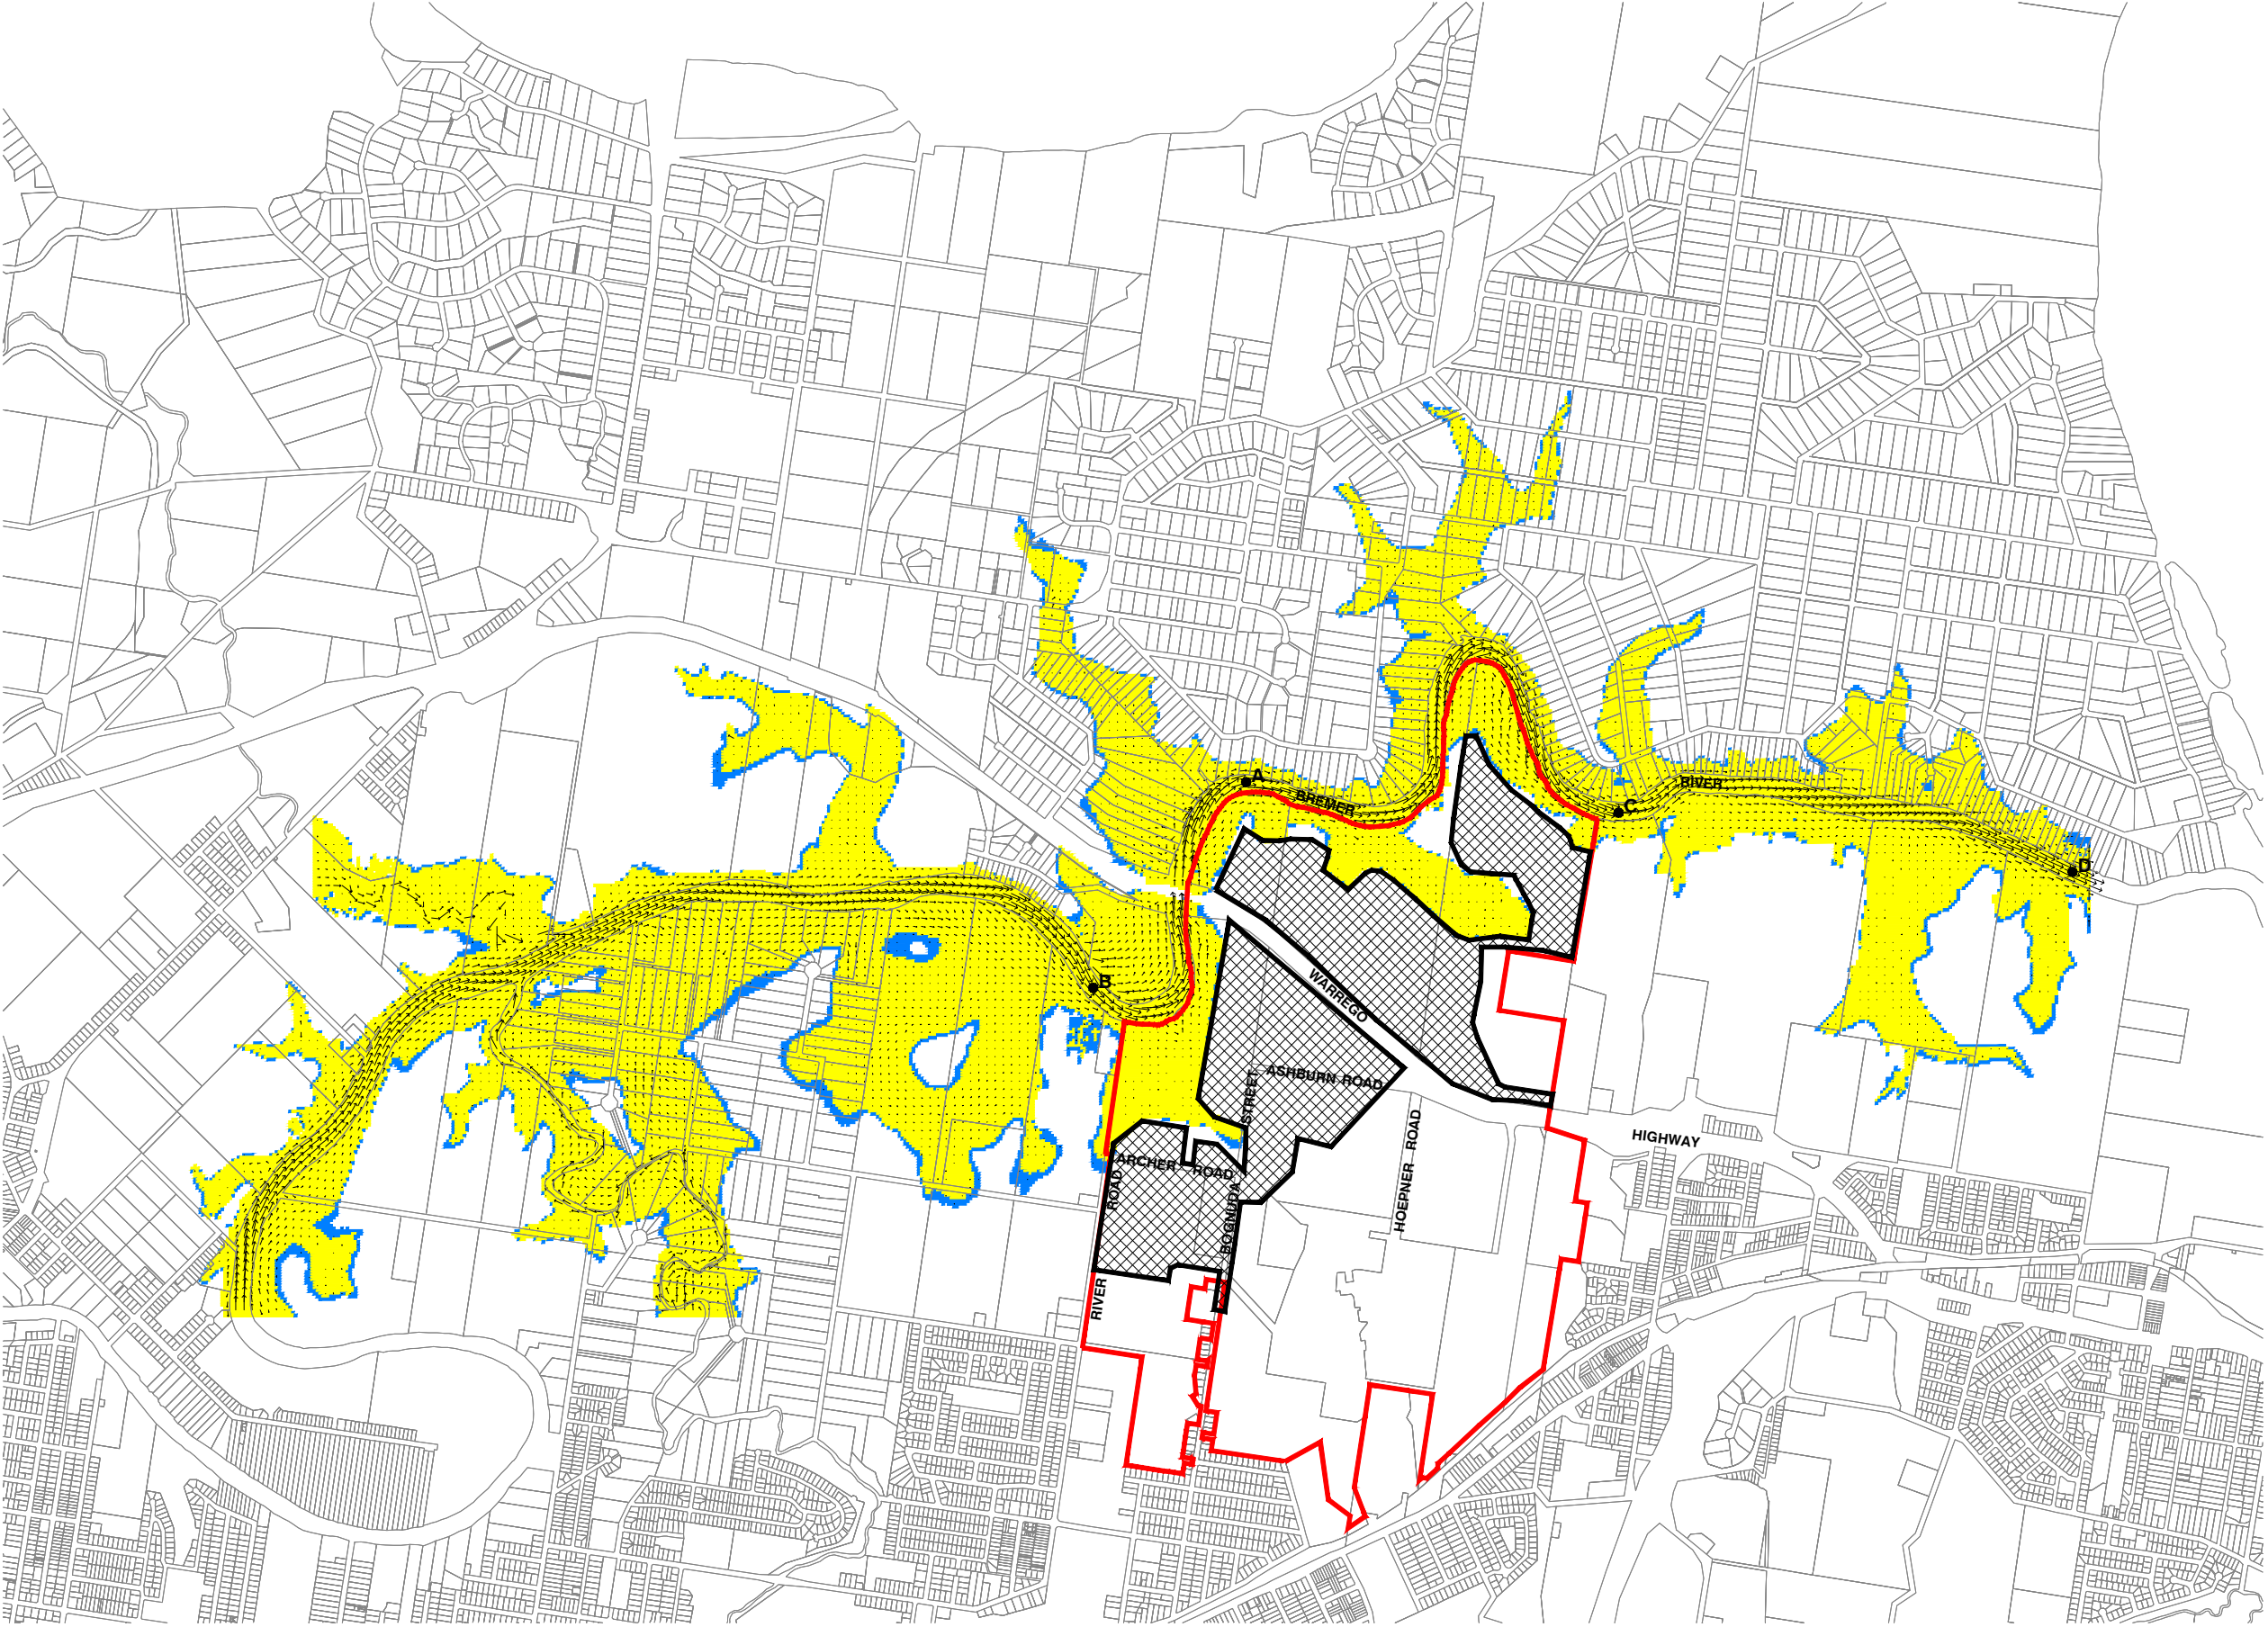 A
BREMER
C
RIVER
D
B
WARREGO
ASHBURN ROAD
STREET
HOEPNER ROAD
HIGHWAY
ARCHER ROAD
ROAD
BOGNUDA
RIVER